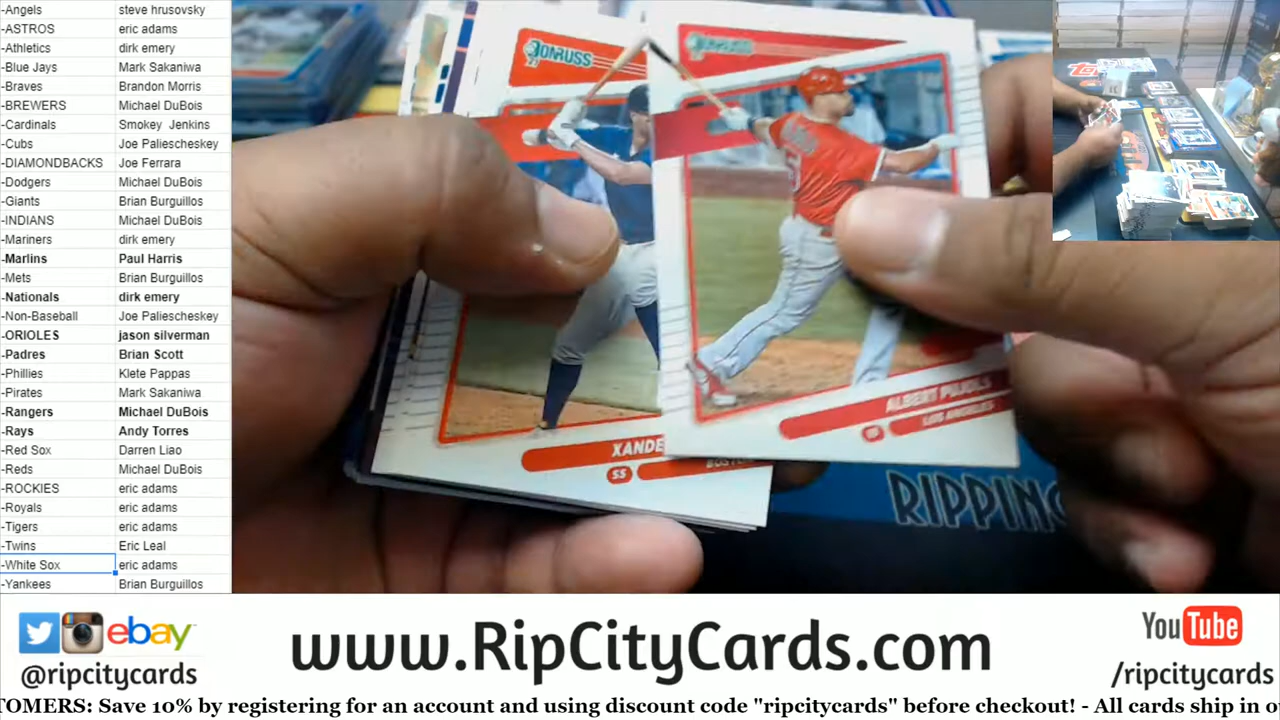 -Angels steve hrusovsky
-ASTROS eric adams
-Athletics dirk emery
-Blue Jays Mark Sakaniwa
-Braves Brandon Morris
-BREWERS Michael DuBois
-Cardinals Smokey Jenkins
-Cubs Joe Paliescheskey
-DIAMONDBACKS Joe Ferrara
-Dodgers Michael DuBois
-Giants Brian Burguillos
-INDIANS Michael DuBois
-Mariners dirk emery
-Marlins Paul Harris
-Mets Brian Burguillos
-Nationals dirk emery
-Non-Baseball Joe Paliescheskey
-ORIOLES jason silverman
-Padres Brian Scott
-Phillies Klete Pappas
-Pirates Mark Sakaniwa
-Rangers Michael DuBois
-Rays Andy Torres
-Red Sox Darren Liao
-Reds Michael DuBois
-ROCKIES eric adams
-Royals eric adams
-Tigers eric adams
-Twins Eric Leal
-White Sox eric adams
-Yankees Brian Burguillos
DONRUSS
DONRUSS
ALBERT PUJOLS
LOS ANGELES
XANDE
SS
BOST
RIPPING
ebay
@ripcitycards
www.RipCityCards.com
YouTube
/ripcitycards
TOMERS: Save 10% by registering for an account and using discount code "ripcitycards" before checkout! - All cards ship in o